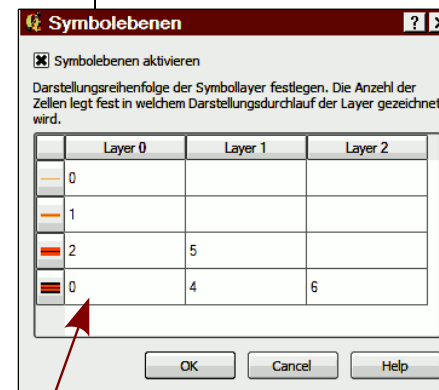 Symbolebenen
Symbolebenen aktivieren
Darstellungsreihenfolge der Symbollayer festlegen. Die Anzahl der
Zellen legt fest in welchem Darstellungsdurchlauf der Layer gezeichnet
wird.
Layer 0 Layer 1 Layer 2
0
1
2 5
0 4 6
OK Cancel Help